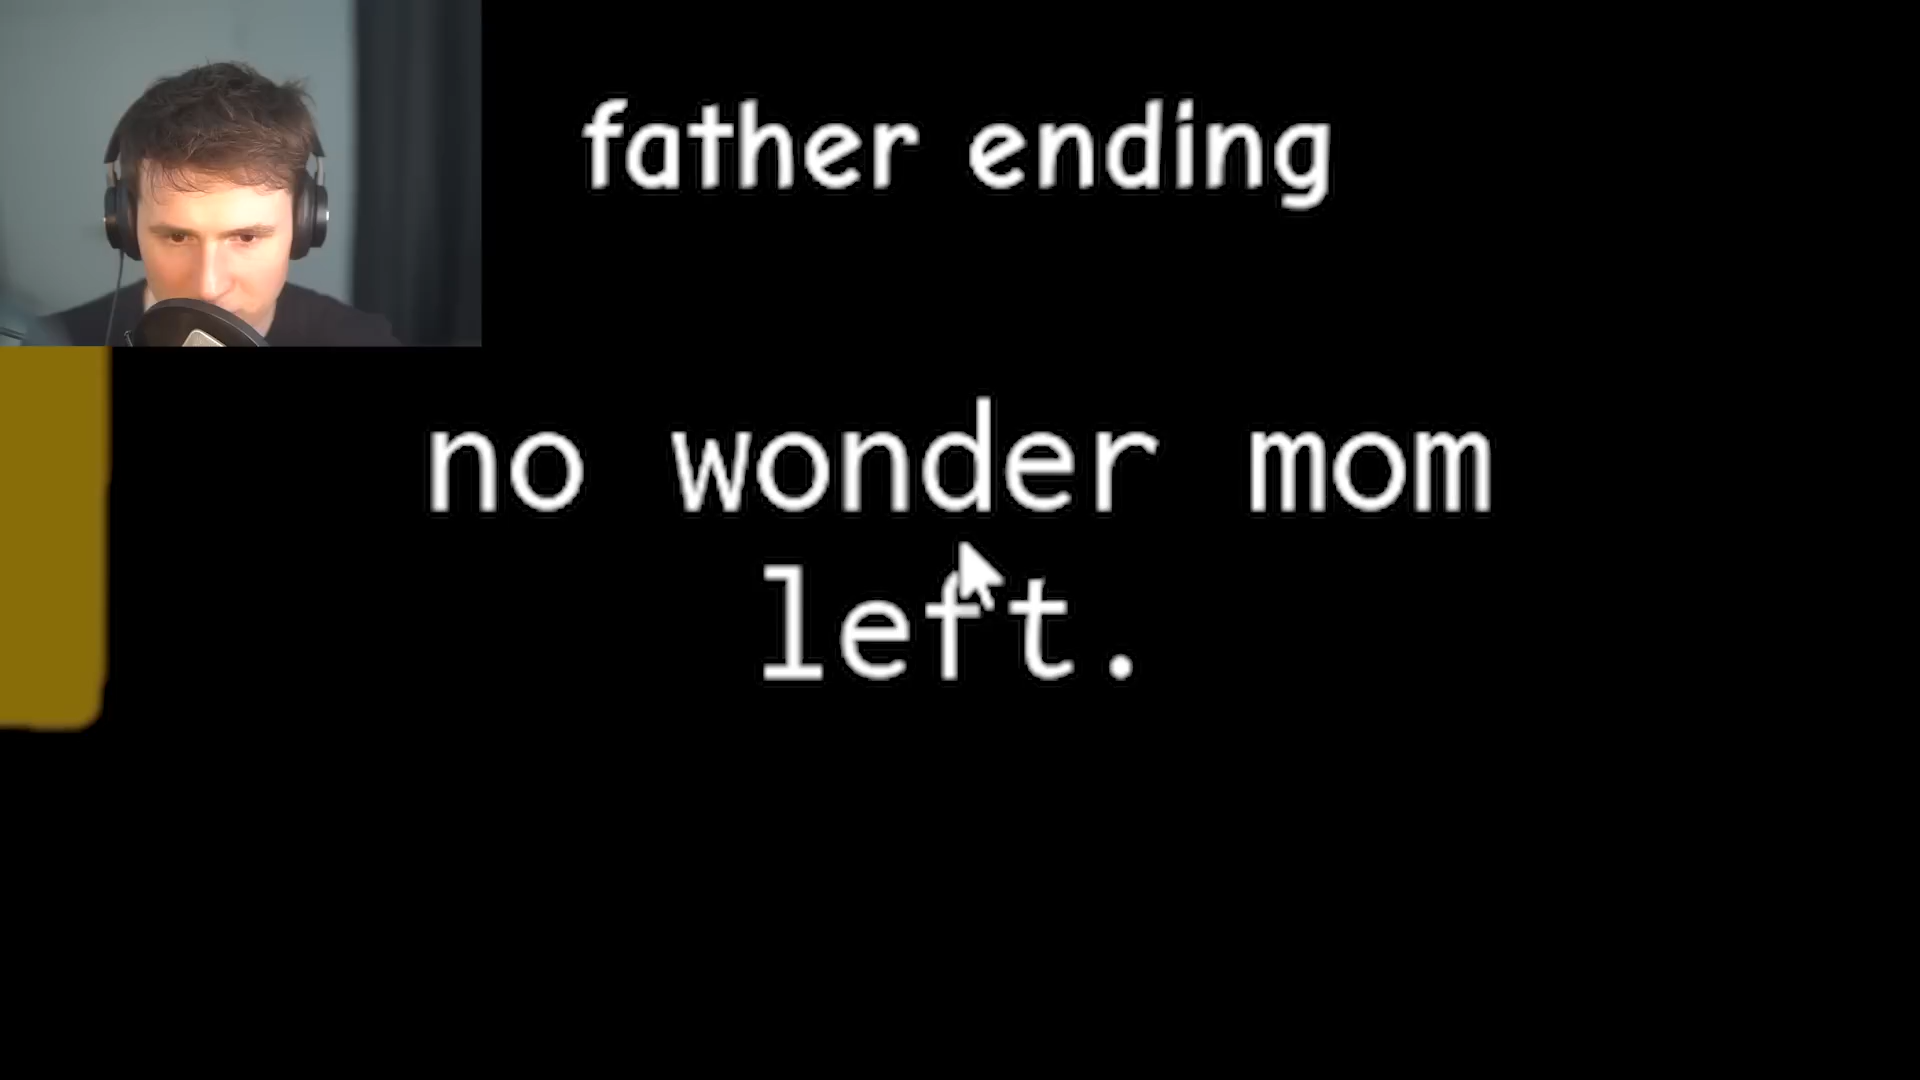 father ending
no wonder mom
left.